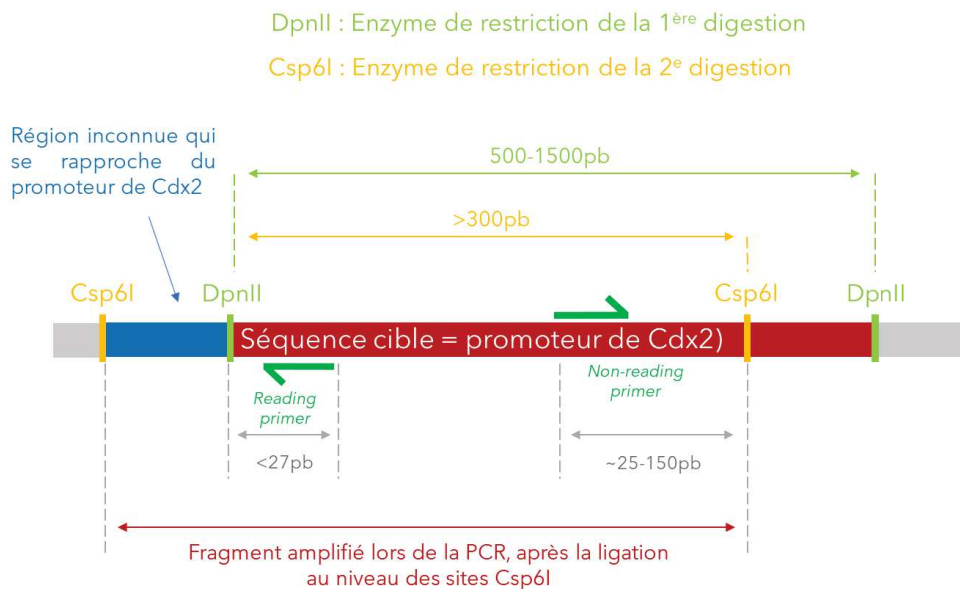 DpnII : Enzyme de restriction de la 1ère digestion
Csp6I : Enzyme de restriction de la 2e digestion
Région inconnue qui
se rapproche du
promoteur de Cdx2
500-1500pb
>300pb
Csp6I
DpnII
Csp6I
DpnII
Séquence cible = promoteur de Cdx2)
Reading
primer
Non-reading
primer
<27pb
~25-150pb
Fragment amplifié lors de la PCR, après la ligation
au niveau des sites Csp6I